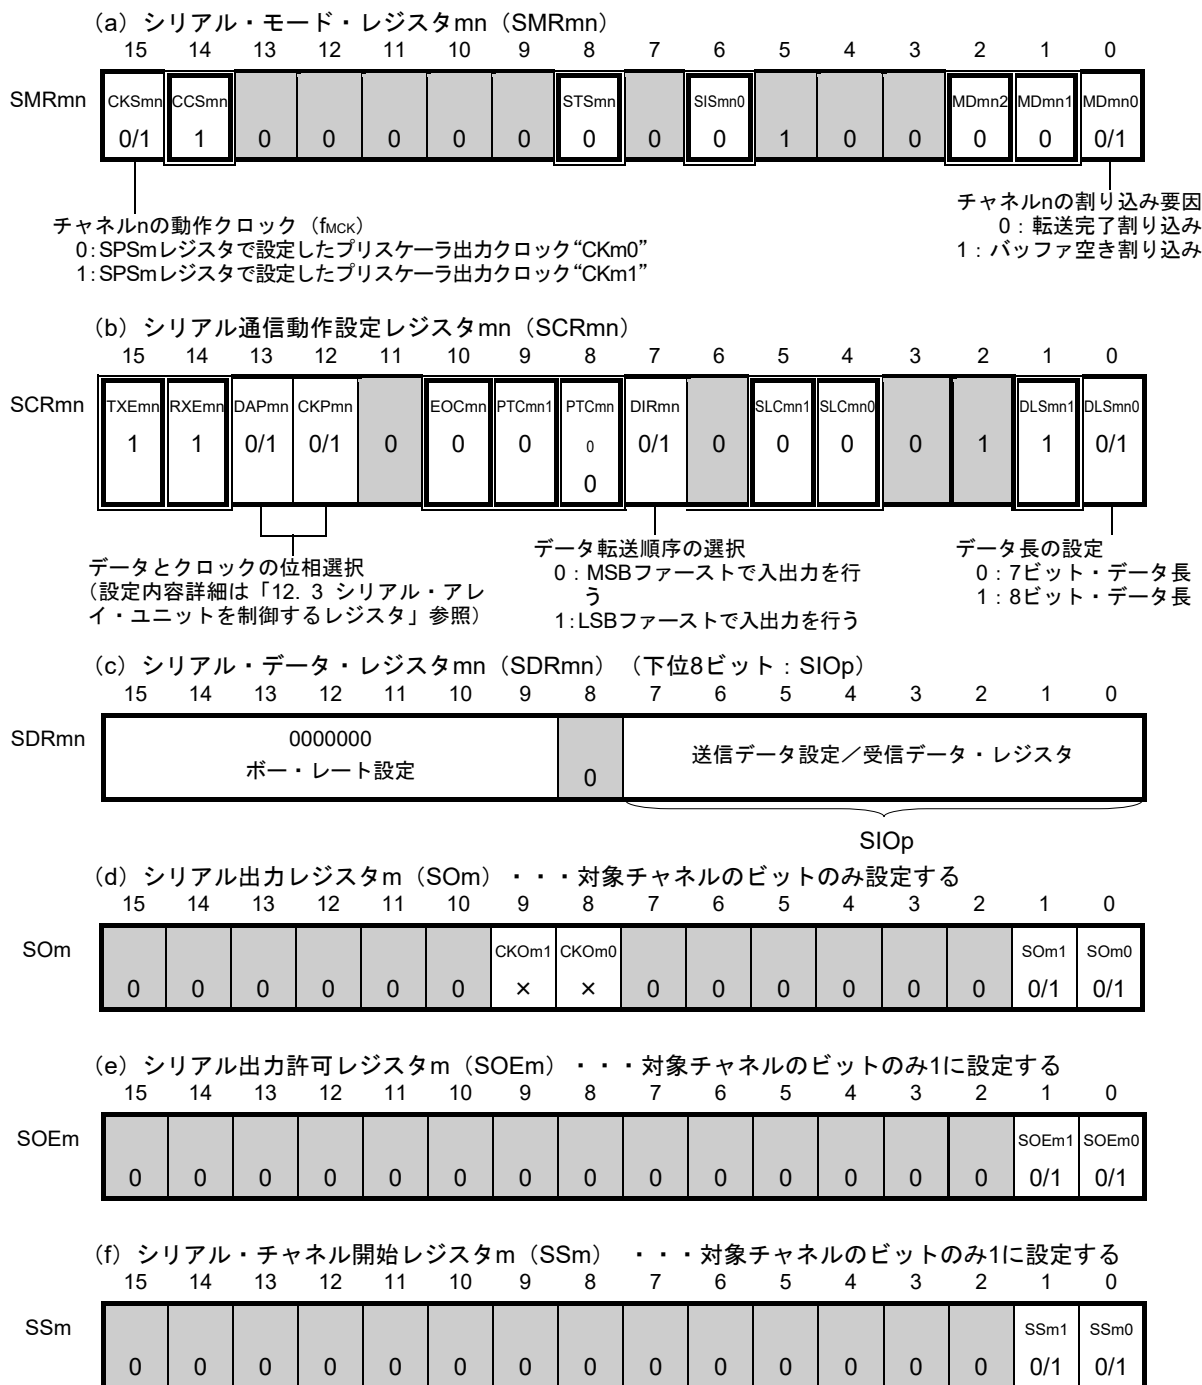 (a) シリアル・モード・レジスタmn（SMRmn）
15 14 13 12 11 10 9 8 7 6 5 4 3 2 1 0
SMRmn CKSmn CCSmn STSmn SISmn0 MDmn2 MDmn1 MDmn0
0/1 1 0 0 0 0 0 0 0 0 1 0 0 0 0 0/1
チャネルnの動作クロック（fMCK）
0：SPSmレジスタで設定したプリスケーラ出力クロック“CKm0”
1：SPSmレジスタで設定したプリスケーラ出力クロック“CKm1”
チャネルnの割り込み要因
0：転送完了割り込み
1：バッファ空き割り込み
(b) シリアル通信動作設定レジスタmn（SCRmn）
15 14 13 12 11 10 9 8 7 6 5 4 3 2 1 0
SCRmn TXEmn RXEmn DAPmn CKPmn EOCmn PTCmn1 PTCmn DIRmn SLCmn1 SLCmn0 DLSmn1 DLSmn0
1 1 0/1 0/1 0 0 0 0 0/1 0 0 0 0 1 1 0/1
0
データとクロックの位相選択
（設定内容詳細は「12. 3 シリアル・アレ
イ・ユニットを制御するレジスタ」参照）
データ転送順序の選択
0：MSBファーストで入出力を行
う
1：LSBファーストで入出力を行う
データ長の設定
0：7ビット・データ長
1：8ビット・データ長
(c) シリアル・データ・レジスタmn（SDRmn）（下位8ビット：SIOp）
15 14 13 12 11 10 9 8 7 6 5 4 3 2 1 0
SDRmn
0000000
ボー・レート設定
0
送信データ設定／受信データ・レジスタ
SIOp
(d) シリアル出力レジスタm（SOm）・・・対象チャネルのビットのみ設定する
15 14 13 12 11 10 9 8 7 6 5 4 3 2 1 0
SOm CKOm1 CKOm0 SOm1 SOm0
0 0 0 0 0 0 × × 0 0 0 0 0 0 0/1 0/1
(e) シリアル出力許可レジスタm（SOEm）・・・対象チャネルのビットのみ1に設定する
15 14 13 12 11 10 9 8 7 6 5 4 3 2 1 0
SOEm SOEm1 SOEm0
0 0 0 0 0 0 0 0 0 0 0 0 0 0 0/1 0/1
(f) シリアル・チャネル開始レジスタm（SSm） ・・・対象チャネルのビットのみ1に設定する
15 14 13 12 11 10 9 8 7 6 5 4 3 2 1 0
SSm SSm1 SSm0
0 0 0 0 0 0 0 0 0 0 0 0 0 0 0/1 0/1